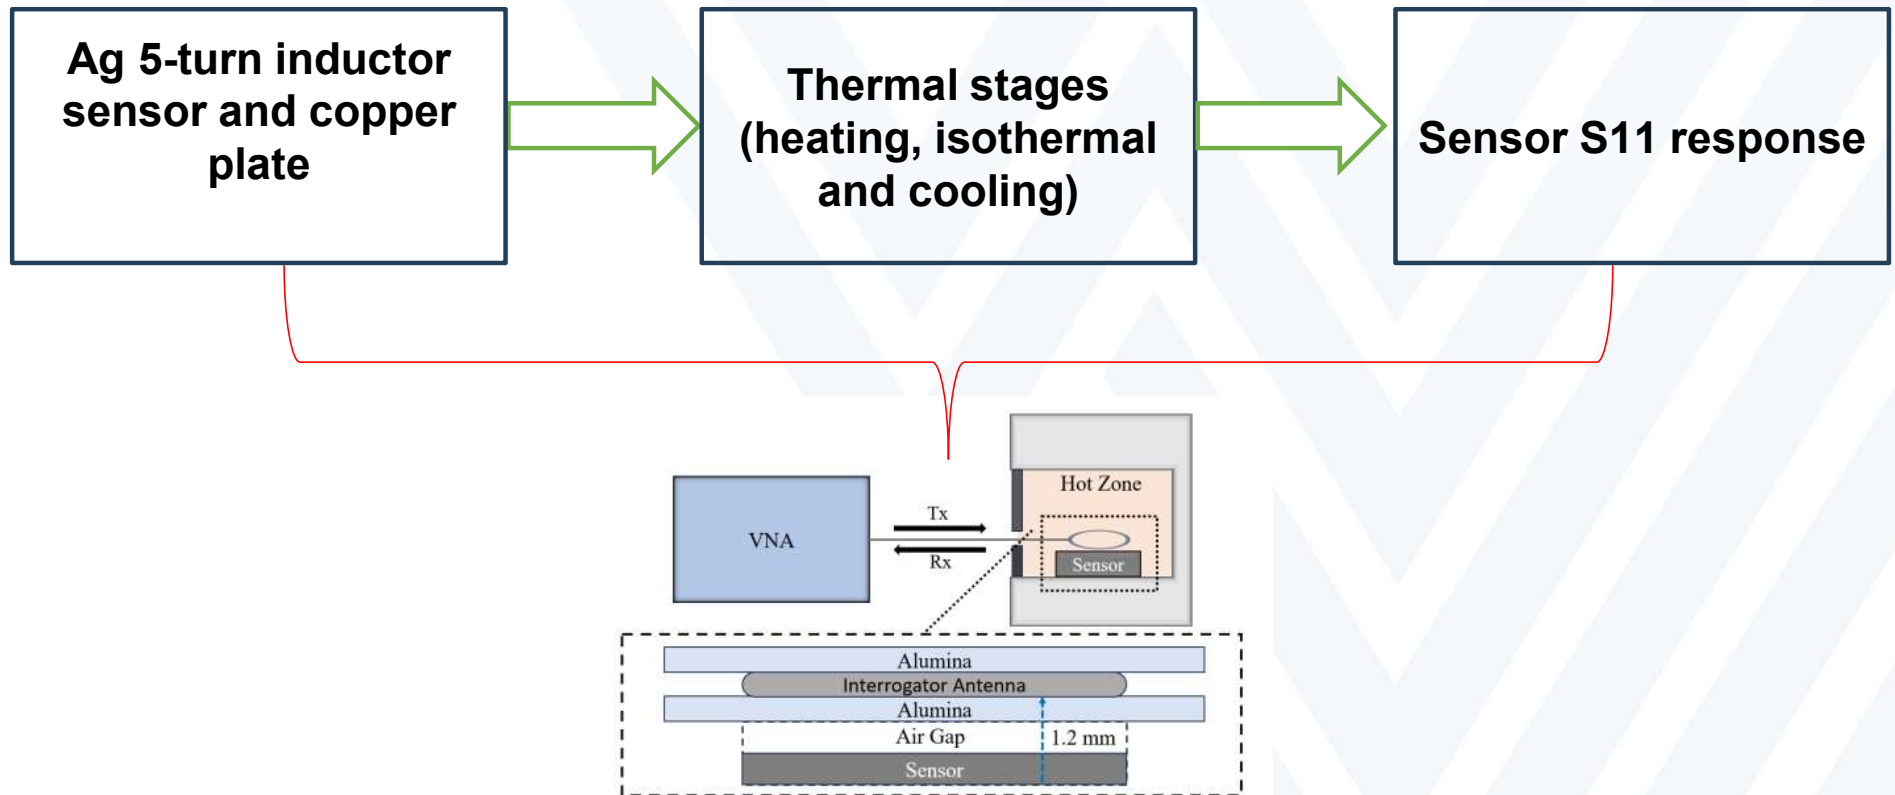 Ag 5-turn inductor
sensor and copper
plate
Thermal stages
(heating, isothermal
and cooling)
Sensor S11 response
VNA
Tx
Rx
Hot Zone
Sensor
Alumina
Interrogator Antenna
Alumina
Air Gap
1.2 mm
Sensor